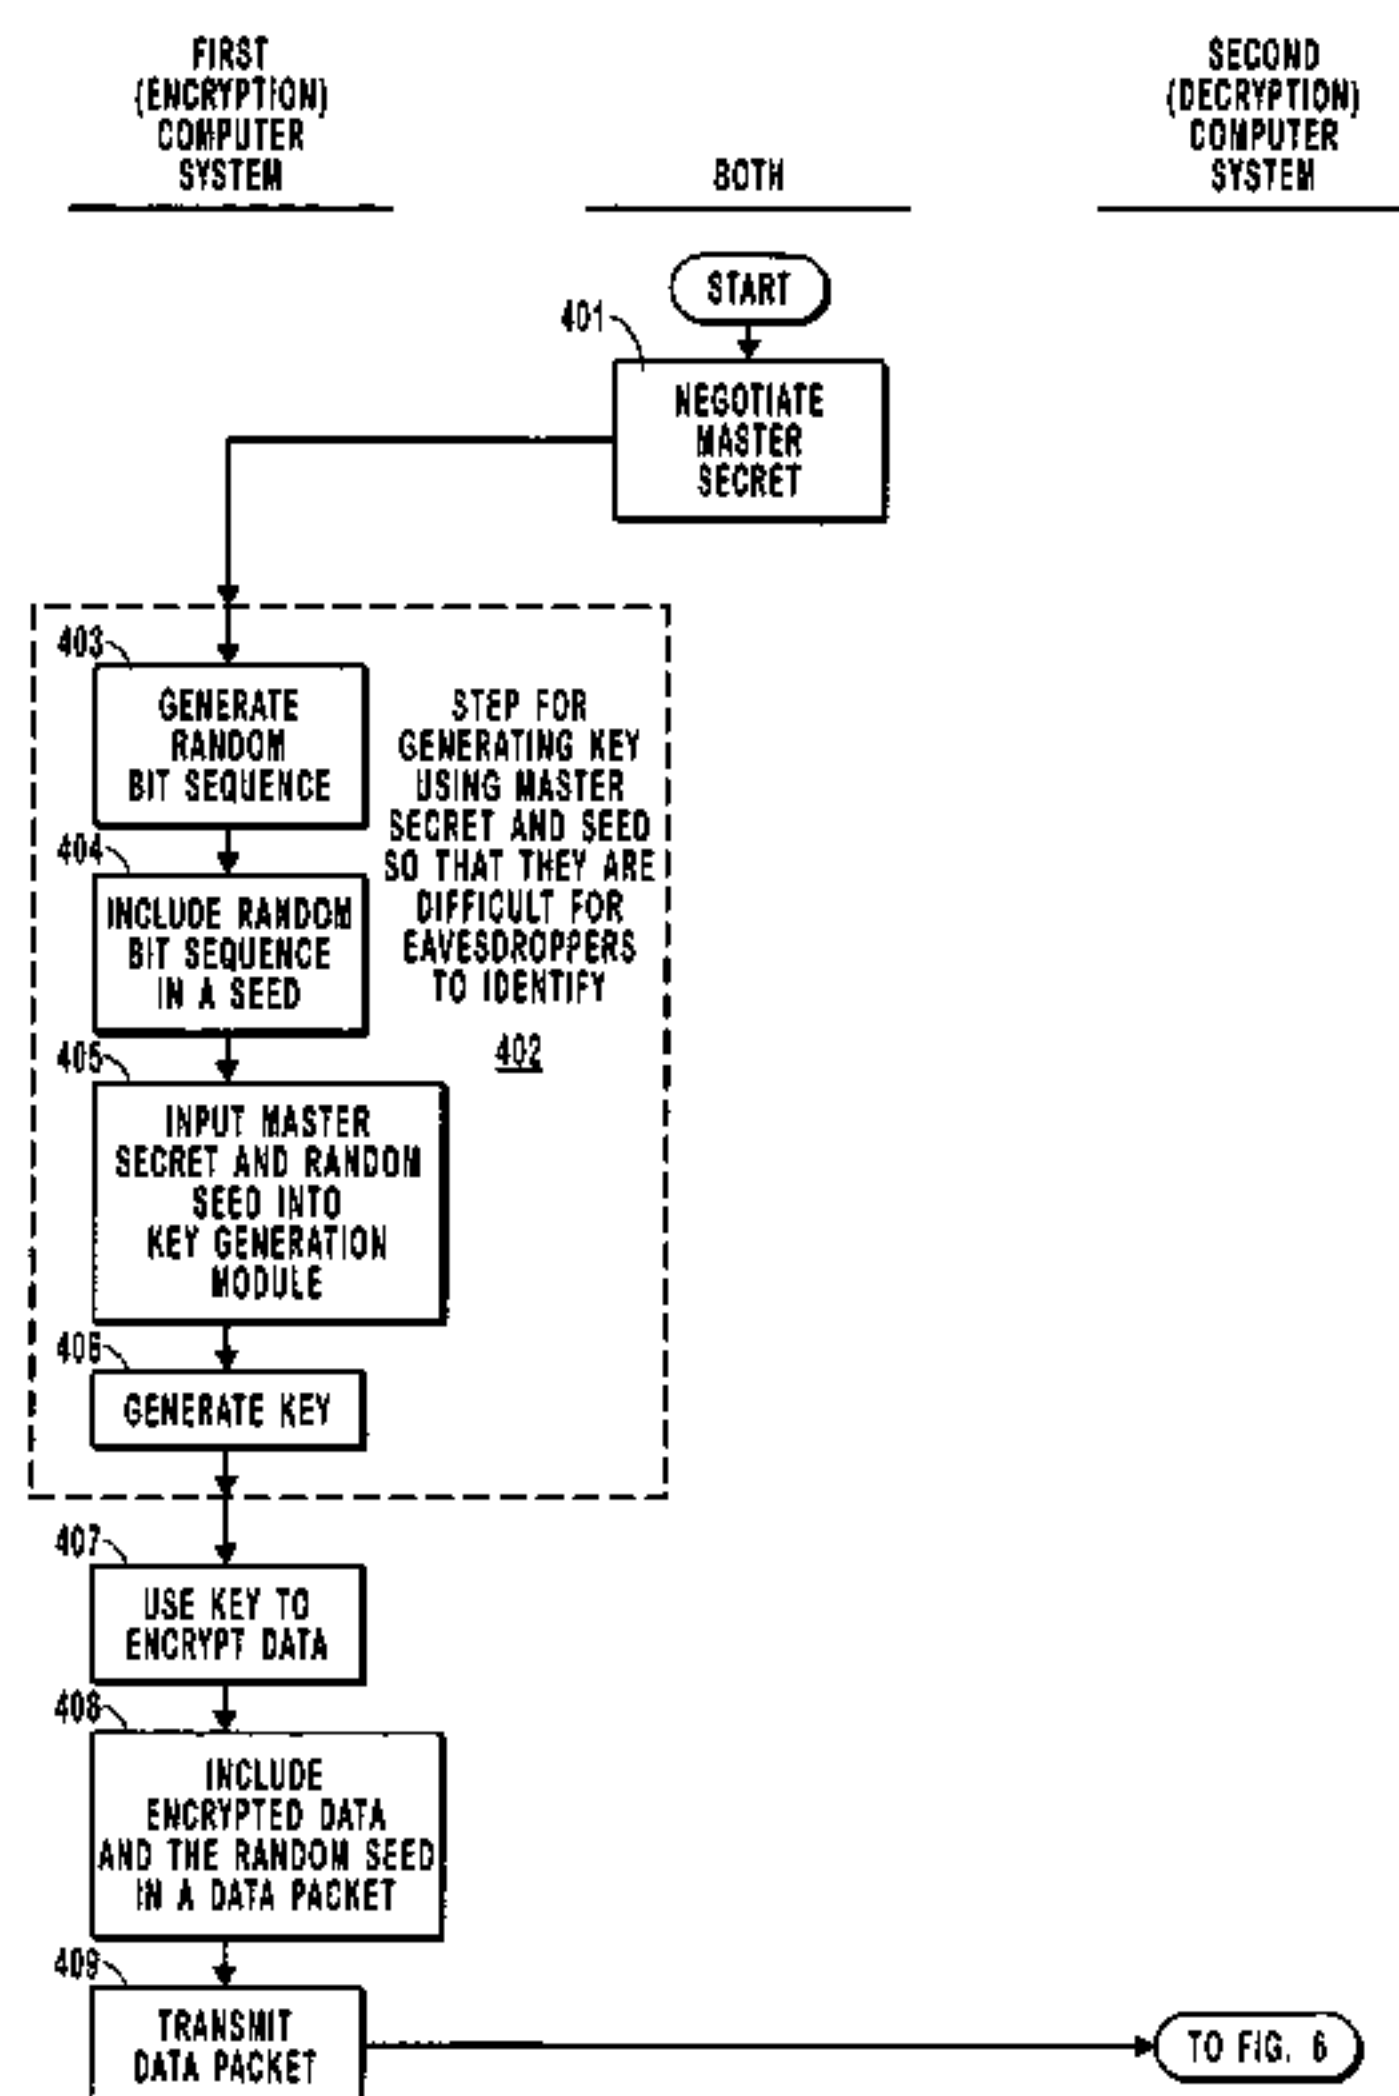 FIRST
(ENCRYPTION)
COMPUTER
SYSTEM
BOTH
SECOND
(DECRYPTION)
COMPUTER
SYSTEM
START
401
NEGOTIATE
MASTER
SECRET
403
GENERATE
RANDOM
BIT SEQUENCE
404
INCLUDE RANDOM
BIT SEQUENCE
IN A SEED
STEP FOR
GENERATING KEY
USING MASTER
SECRET AND SEED
SO THAT THEY ARE
DIFFICULT FOR
EAVESDROPPERS
TO IDENTIFY
402
405
INPUT MASTER
SECRET AND RANDOM
SEED INTO
KEY GENERATION
MODULE
406
GENERATE KEY
407
USE KEY TO
ENCRYPT DATA
408
INCLUDE
ENCRYPTED DATA
AND THE RANDOM SEED
IN A DATA PACKET
409
TRANSMIT
DATA PACKET
TO FIG. 6